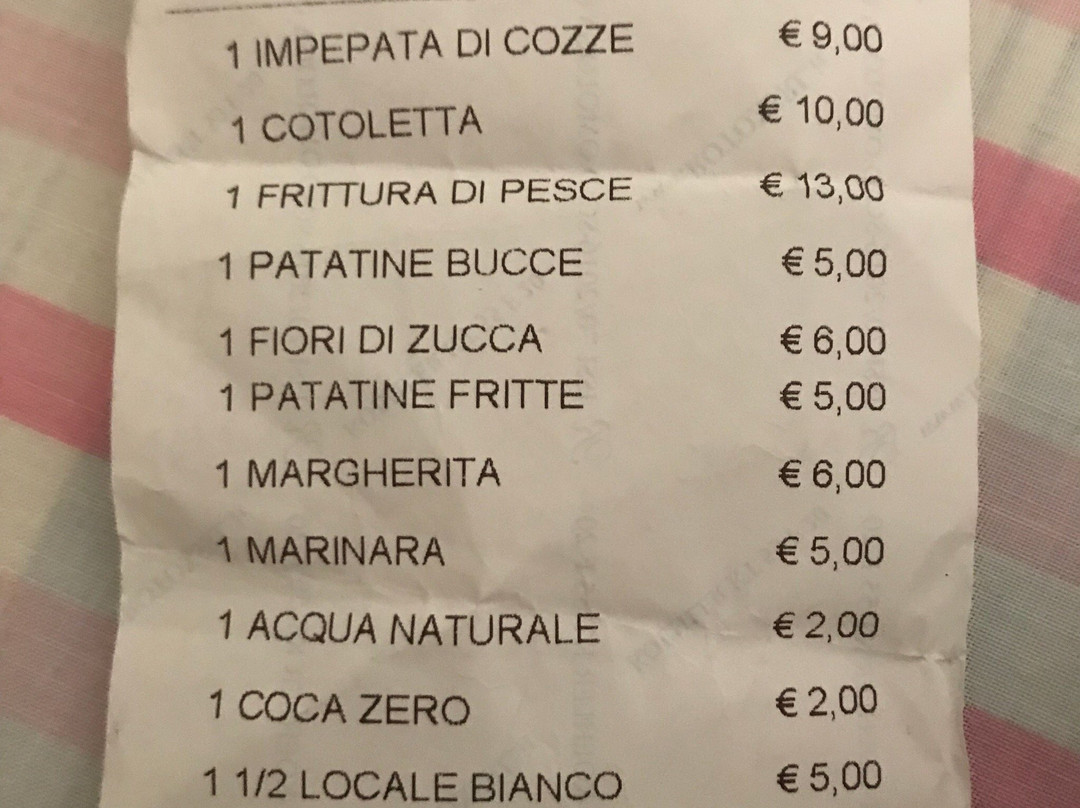 1 IMPEPATA DI COZZE € 9,00
1 COTOLETTA € 10,00
1 FRITTURA DI PESCE € 13,00
1 PATATINE BUCCE € 5,00
1 FIORI DI ZUCCA € 6,00
1 PATATINE FRITTE € 5,00
1 MARGHERITA € 6,00
1 MARINARA € 5,00
1 ACQUA NATURALE € 2,00
1 COCA ZERO € 2,00
1 1/2 LOCALE BIANCO € 5,00